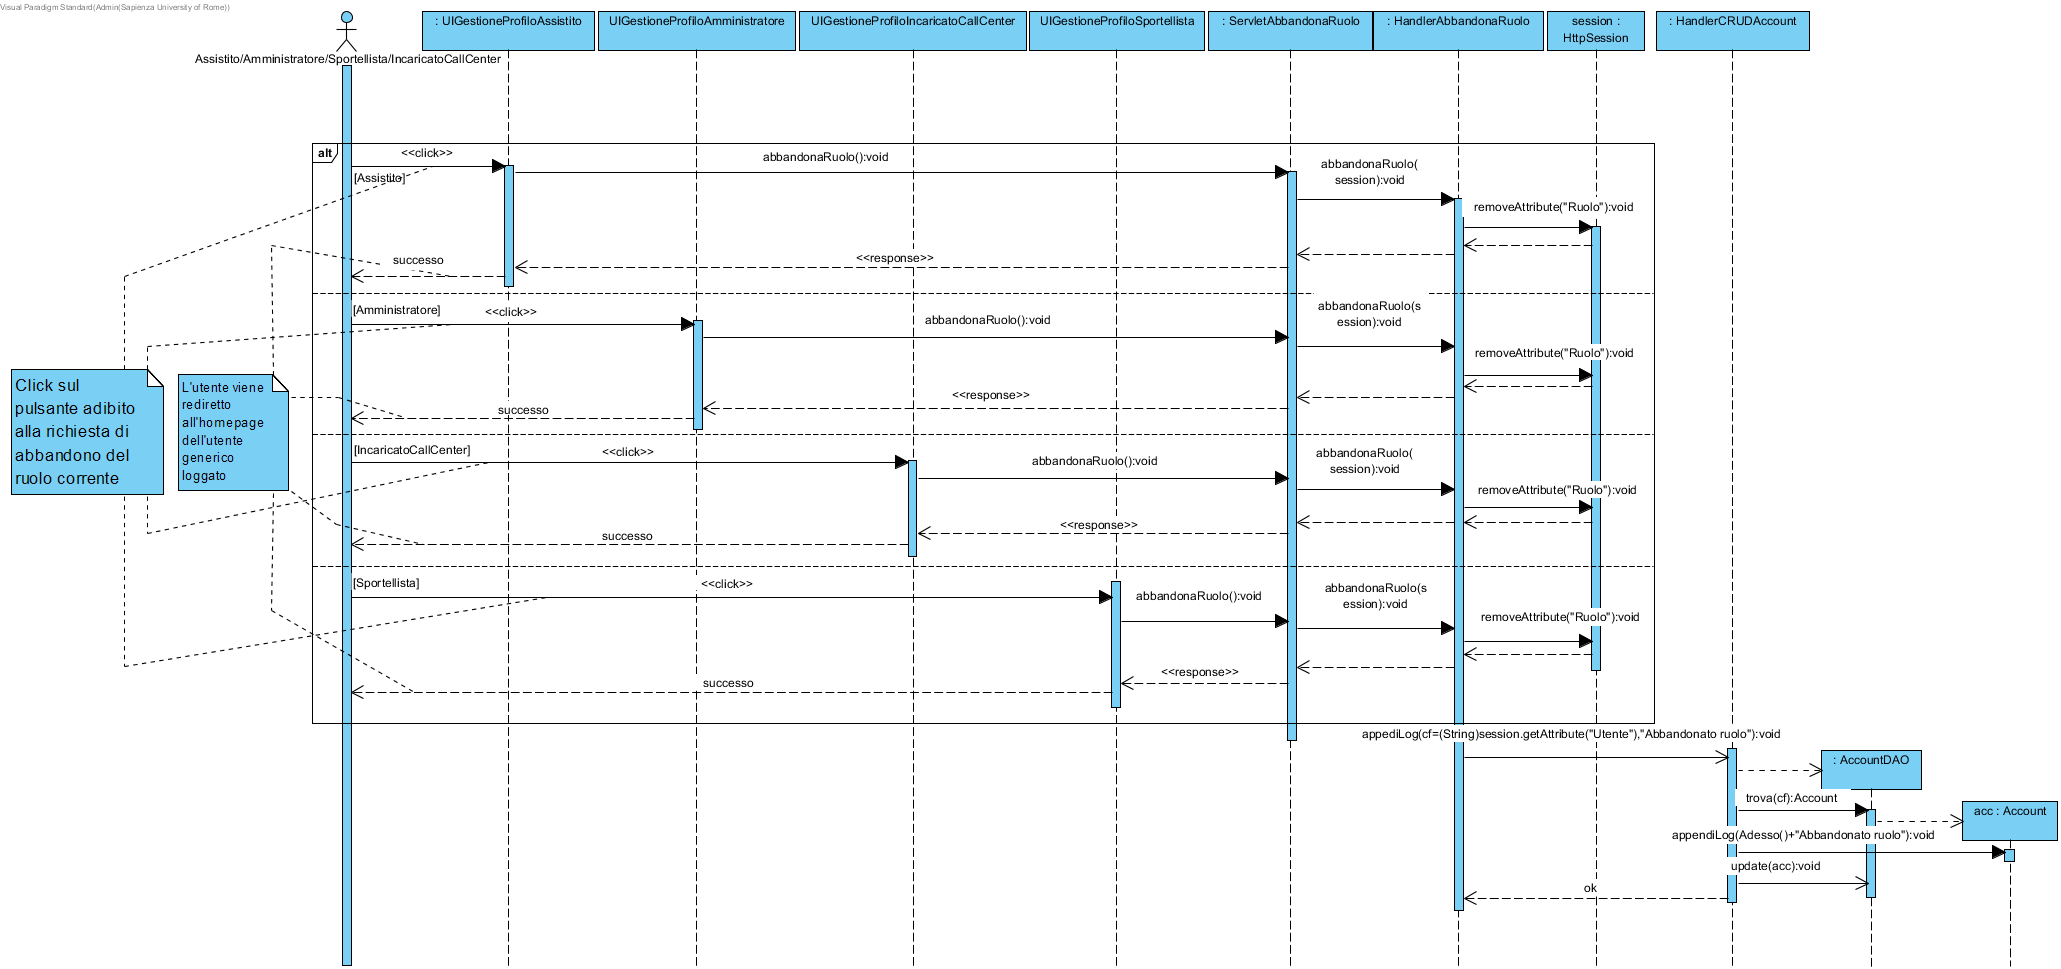 Visual Paradigm Standard(Admin(Sapienza University of Rome))
Assistito/Amministratore/Sportellista/IncaricatoCallCenter
: UIGestioneProfiloAssistito
UIGestioneProfiloAmministratore
UIGestioneProfiloIncaricatoCallCenter
UIGestioneProfiloSportellista
: ServletAbbandonaRuolo
: HandlerAbbandonaRuolo
session :
HttpSession
: HandlerCRUDAccount
alt
<<click>>
[Assistito]
abbandonaRuolo():void
abbandonaRuolo(
session):void
removeAttribute("Ruolo"):void
<<response>>
successo
[Amministratore]
<<click>>
abbandonaRuolo():void
abbandonaRuolo(s
ession):void
removeAttribute("Ruolo"):void
<<response>>
successo
Click sul
pulsante adibito
alla richiesta di
abbandono del
ruolo corrente
L'utente viene
rediretto
all'homepage
dell'utente
generico
loggato
[IncaricatoCallCenter]
<<click>>
abbandonaRuolo():void
abbandonaRuolo(
session):void
removeAttribute("Ruolo"):void
<<response>>
successo
[Sportellista]
<<click>>
abbandonaRuolo():void
abbandonaRuolo(s
ession):void
removeAttribute("Ruolo"):void
<<response>>
successo
appediLog(cf=(String)session.getAttribute("Utente"),"Abbandonato ruolo"):void
: AccountDAO
trova(cf):Account
acc : Account
appendiLog(Adesso()+"Abbandonato ruolo"):void
update(acc):void
ok